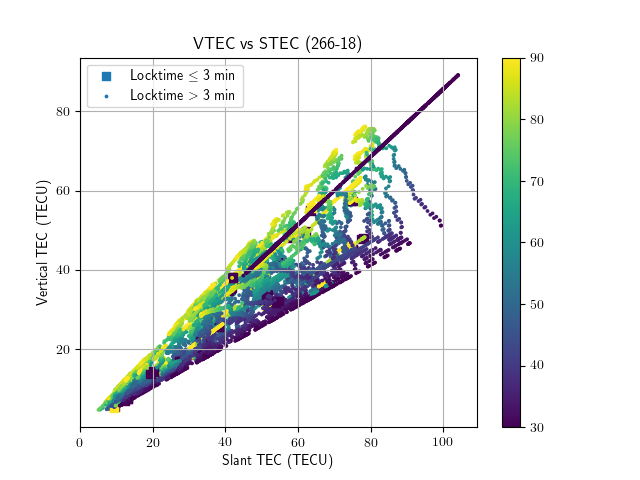 VTEC vs STEC (266-18)
Locktime ≤ 3 min
Locktime > 3 min
Vertical TEC (TECU)
80
60
40
20
0 20 40 60 80 100
Slant TEC (TECU)
90
80
70
60
50
40
30